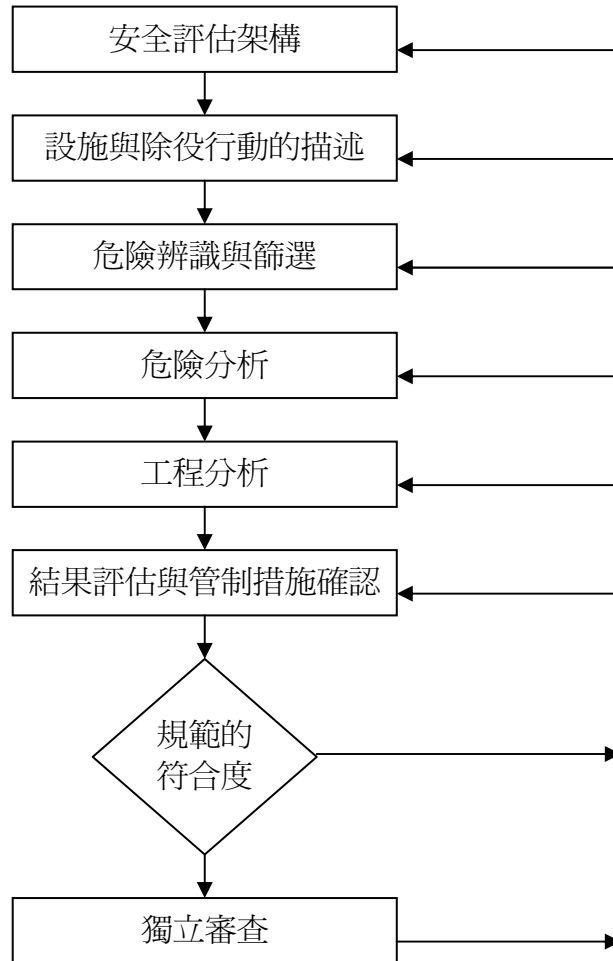 安全評估架構
設施與除役行動的描述
危險辨識與篩選
危險分析
工程分析
結果評估與管制措施確認
規範的
符合度
獨立審查